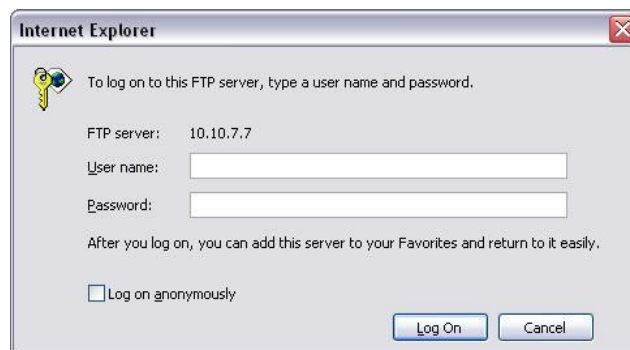 Internet Explorer
To log on to this FTP server, type a user name and password.
FTP server: 10.10.7.7
User name:
Password:
After you log on, you can add this server to your Favorites and return to it easily.
Log on anonymously
Log On Cancel